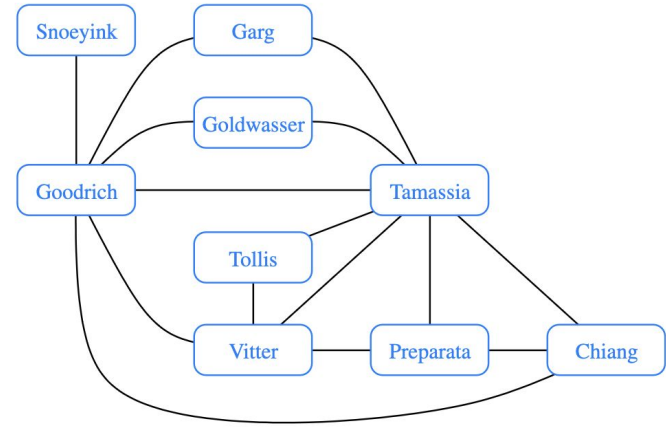 Snoeyink
Garg
Goldwasser
Goodrich
Tamassia
Tollis
Vitter
Preparata
Chiang